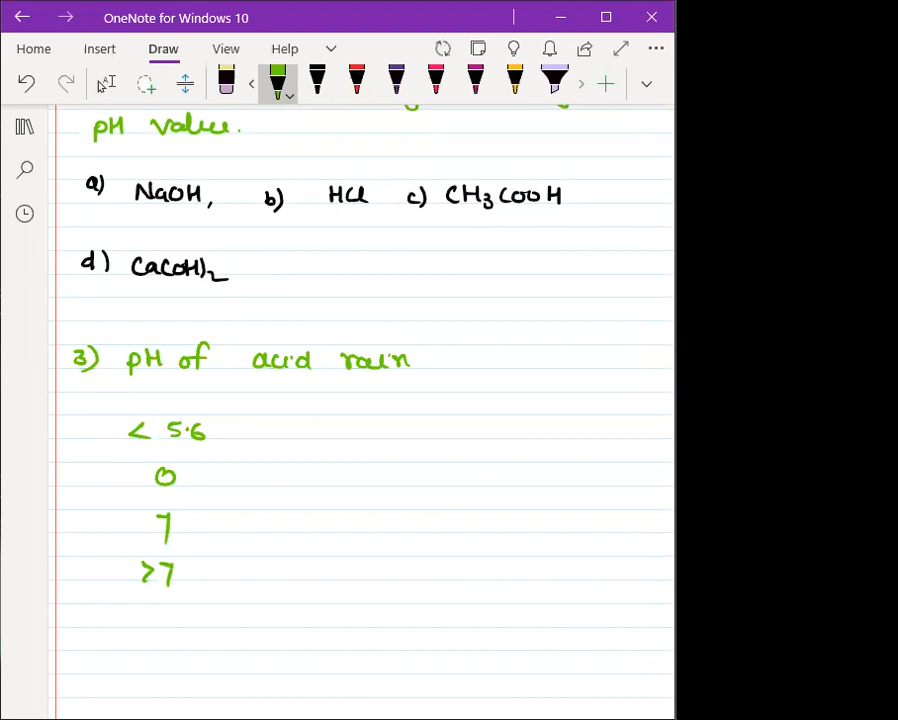 OneNote for Windows 10
Home Insert Draw View Help
pH value.
a) NaOH, b) HCl c) CH3COOH
d) Ca(OH)2
3) pH of acid rain
< 5.6
0
7
>7